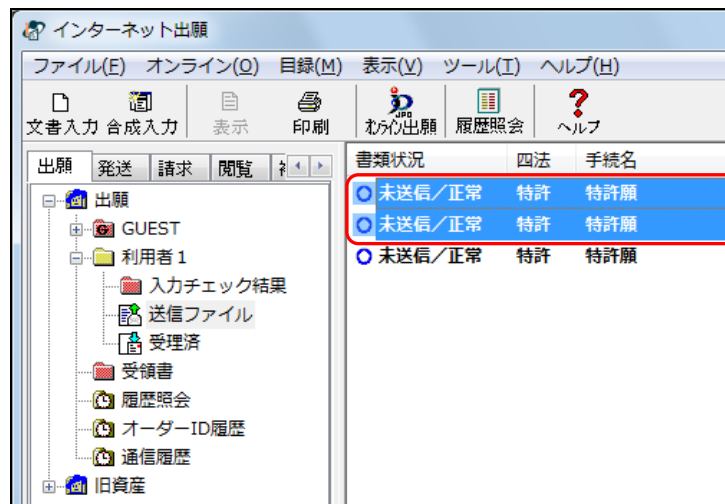 インターネット出願
ファイル(F) オンライン(O) 目録(M) 表示(V) ツール(T) ヘルプ(H)
文書入力 合成入力 表示 印刷 オンライン出願 履歴照会 ヘルプ
出願 発送 請求 閲覧
書類状況 四法 手続名
未送信/正常 特許 特許願
未送信/正常 特許 特許願
未送信/正常 特許 特許願
出願
GUEST
利用者1
入力チェック結果
送信ファイル
受理済
受領書
履歴照会
オーダーID履歴
通信履歴
旧資産